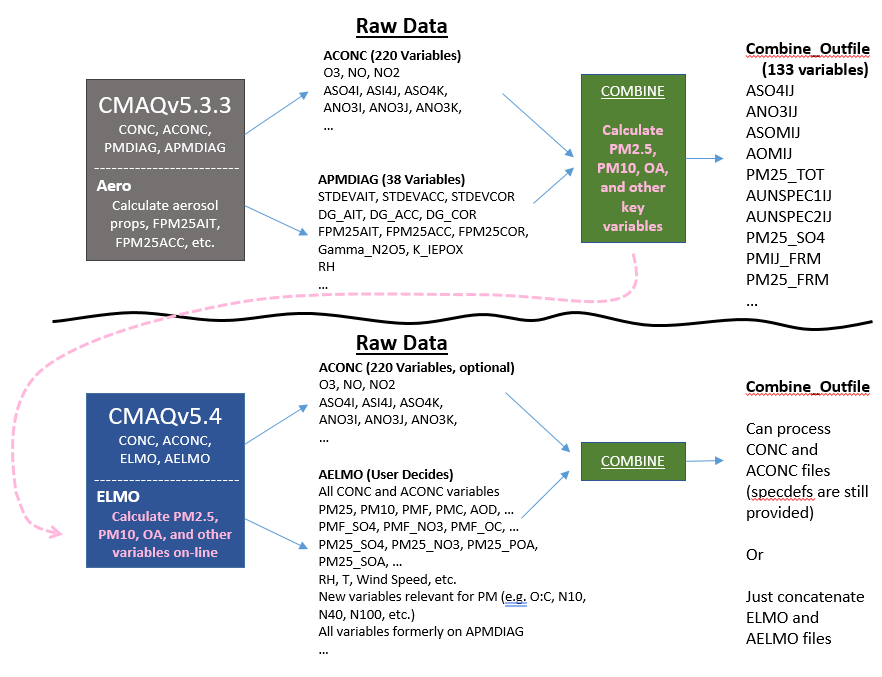 Raw Data
CMAQv5.3.3
CONC, ACONC,
PMDIAG, APMDIAG
Aero
Calculate aerosol
props, FPM25AIT,
FPM25ACC, etc.
ACONC (220 Variables)
O3, NO, NO2
ASO4I, ASI4J, ASO4K,
ANO3I, ANO3J, ANO3K,
...
APMDIAG (38 Variables)
STDEVAIT, STDEVACC, STDEVCOR
DG_AIT, DG_ACC, DG_COR
FPM25AIT, FPM25ACC, FPM25COR,
Gamma_N2O5, K_IEPOX
RH
...
COMBINE
Calculate
PM2.5,
PM10, OA,
and other
key
variables
Combine_Outfile
(133 variables)
ASO4IJ
ANO3IJ
ASOMIJ
AOMIJ
PM25_TOT
AUNSPEC1IJ
AUNSPEC2IJ
PM25_SO4
PMIJ_FRM
PM25_FRM
...
Raw Data
CMAQv5.4
CONC, ACONC,
ELMO, AELMO
ELMO
Calculate PM2.5,
PM10, OA, and other
variables on-line
ACONC (220 Variables, optional)
O3, NO, NO2
ASO4I, ASI4J, ASO4K,
ANO3I, ANO3J, ANO3K,
...
AELMO (User Decides)
All CONC and ACONC variables
PM25, PM10, PMF, PMC, AOD, ...
PMF_SO4, PMF_NO3, PMF_OC, ...
PM25_SO4, PM25_NO3, PM25_POA,
PM25_SOA, ...
RH, T, Wind Speed, etc.
New variables relevant for PM (e.g. O:C, N10,
N40, N100, etc.)
All variables formerly on APMDIAG
...
COMBINE
Combine_Outfile
Can process
CONC and
ACONC files
(specdefs are still
provided)
Or
Just concatenate
ELMO and
AELMO files